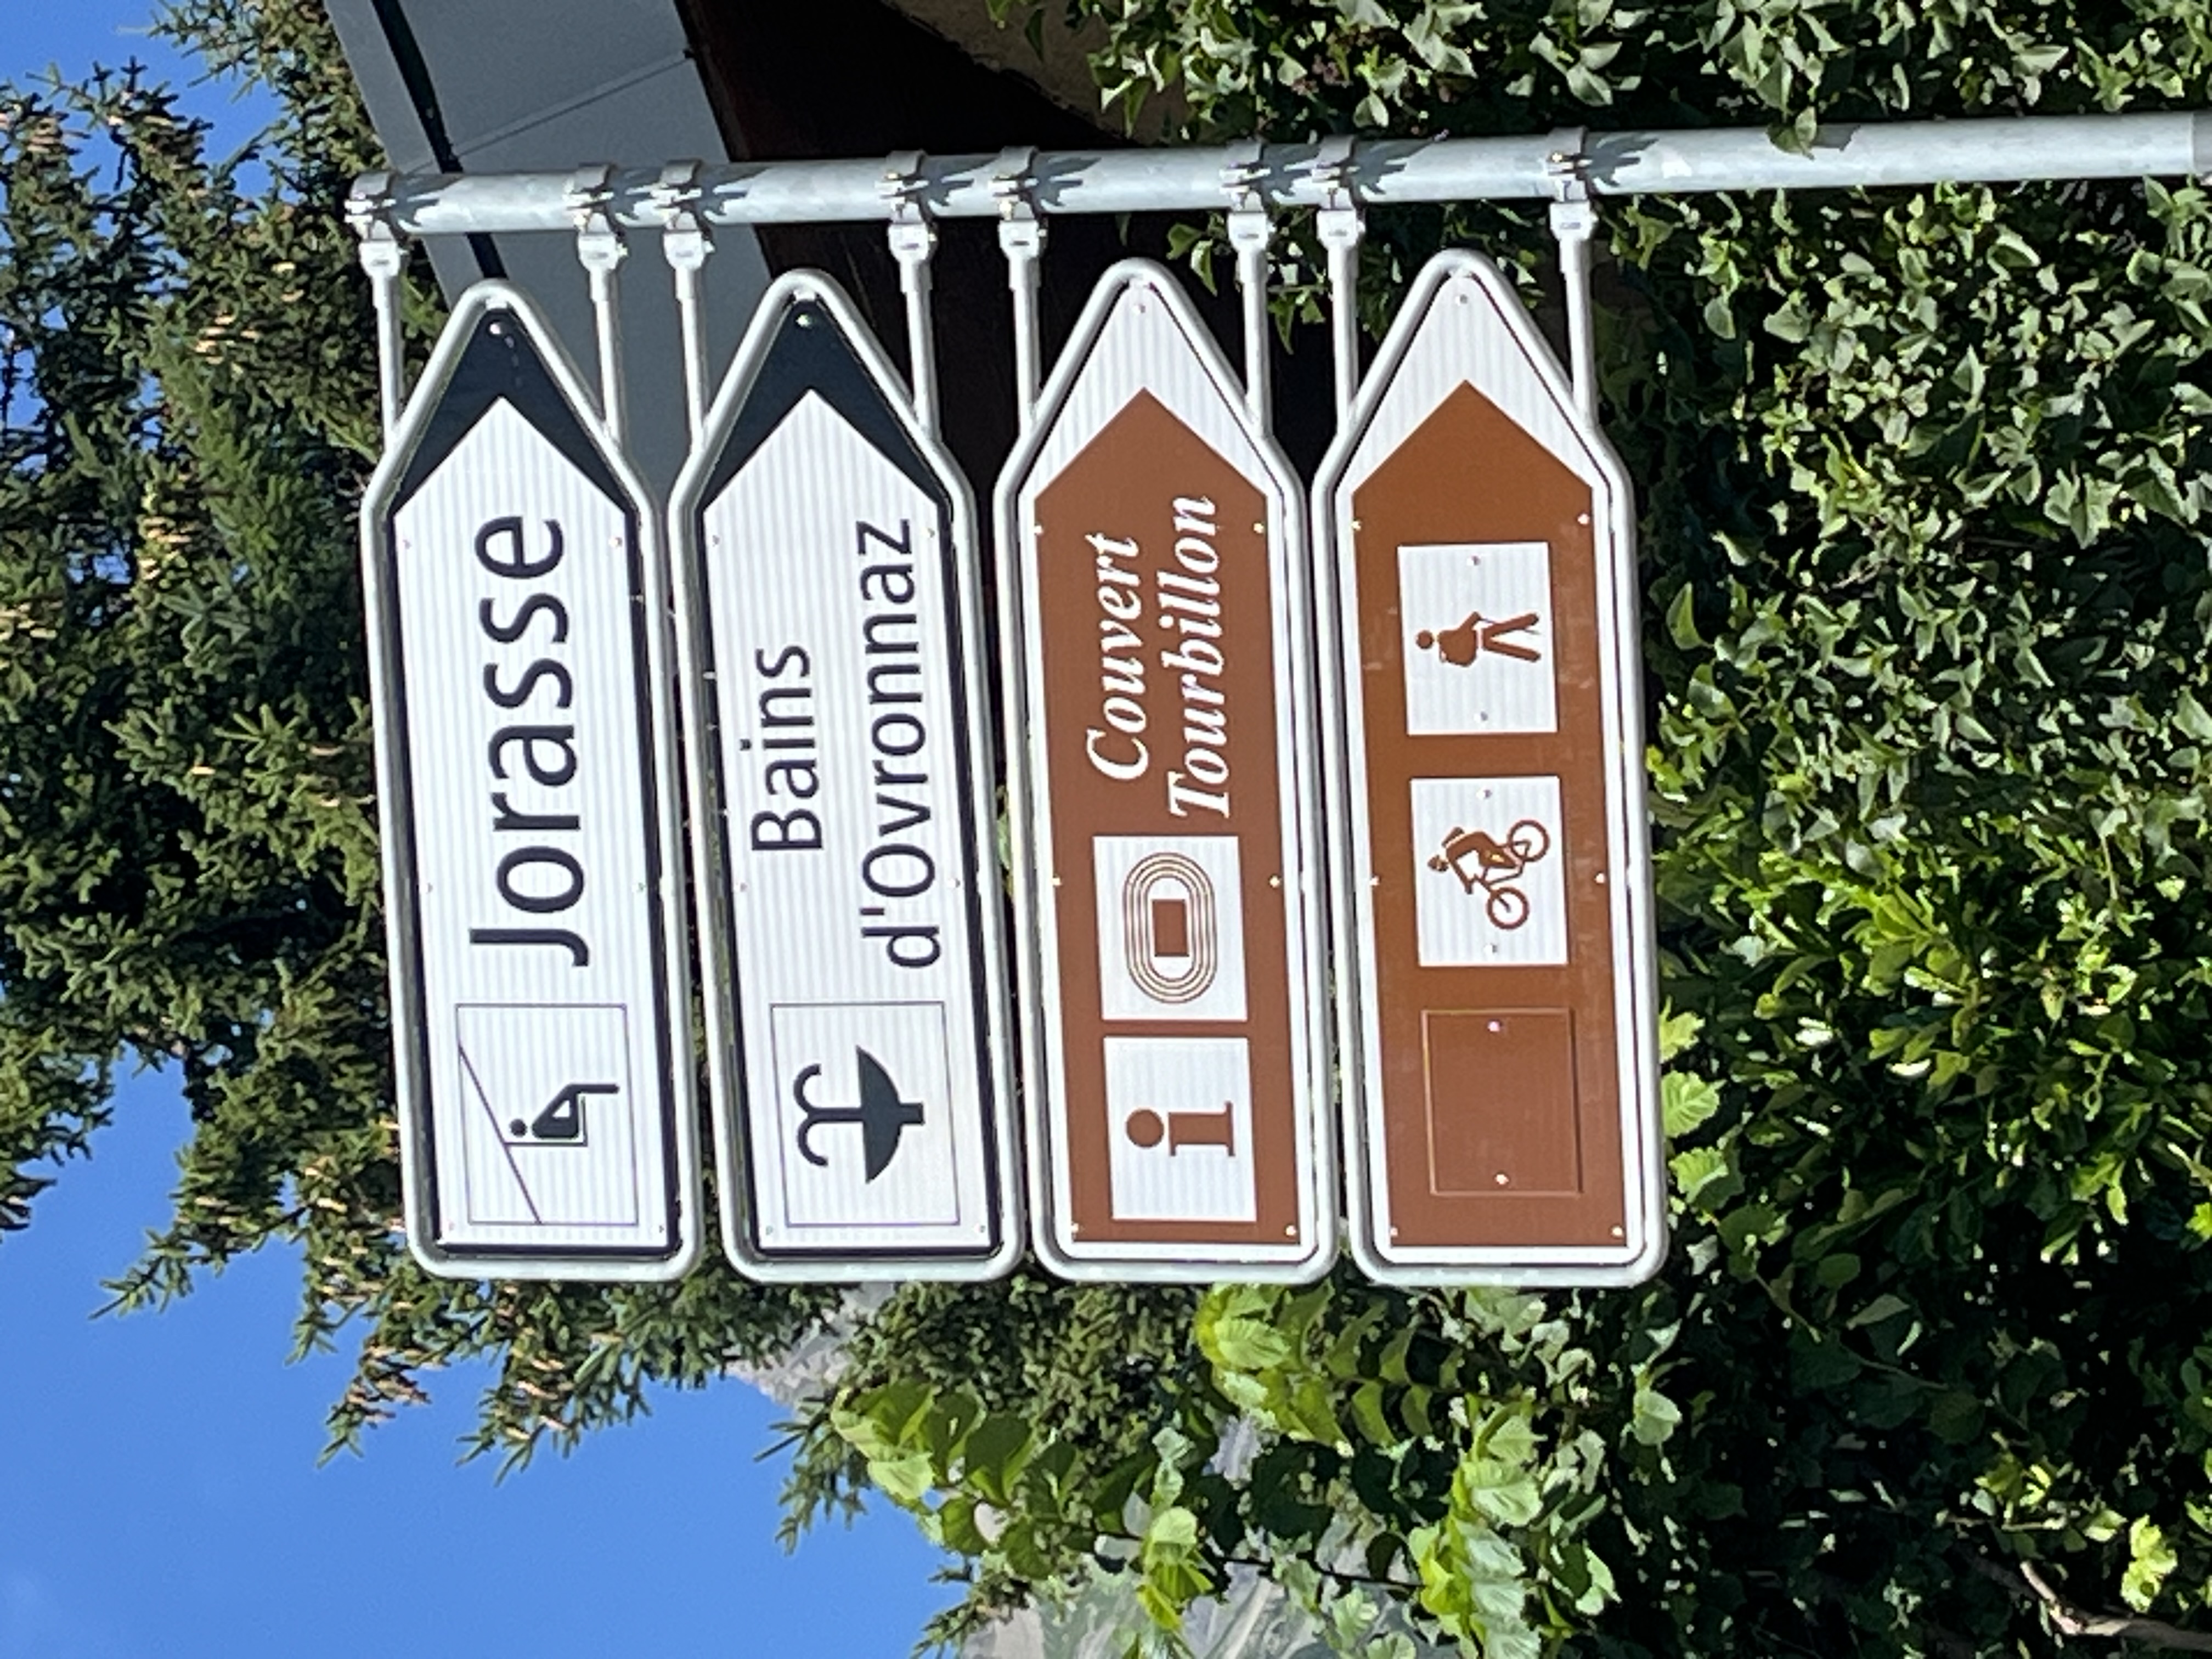 Jorasse
Bains
d'Ovronnaz
i
Couvert
Tourbillon